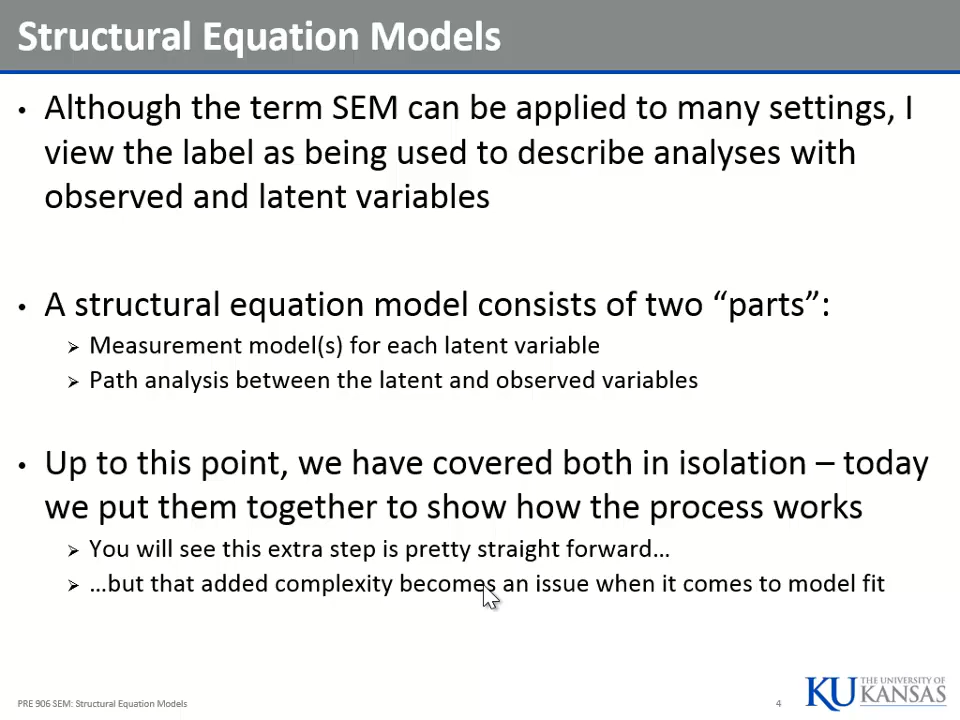 Structural Equation Models
• Although the term SEM can be applied to many settings, I
view the label as being used to describe analyses with
observed and latent variables
• A structural equation model consists of two “parts”:
➢ Measurement model(s) for each latent variable
➢ Path analysis between the latent and observed variables
• Up to this point, we have covered both in isolation – today
we put them together to show how the process works
➢ You will see this extra step is pretty straight forward…
➢ …but that added complexity becomes an issue when it comes to model fit
PRE 906 SEM: Structural Equation Models
4
KU THE UNIVERSITY OF
KANSAS